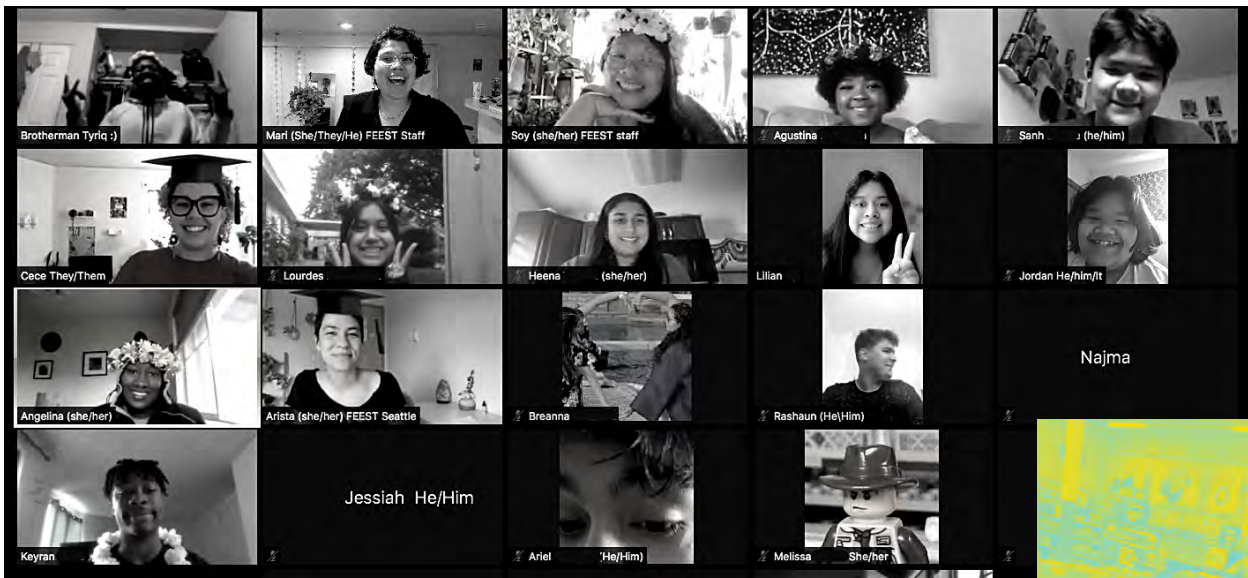 Brotherman Tyriq :)
Mari (She/They/He) FEEST Staff
Soy (she/her) FEEST staff
Agustina
Sanh (he/him)
Cece They/Them
Lourdes
Heena (she/her)
Lilian
Jordan He/him/It
Angelina (she/her)
Arista (she/her) FEEST Seattle
Breanna
Rashaun (He\Him)
Najma
Keyran
Jessiah He/Him
Ariel (He/Him)
Melissa She/her